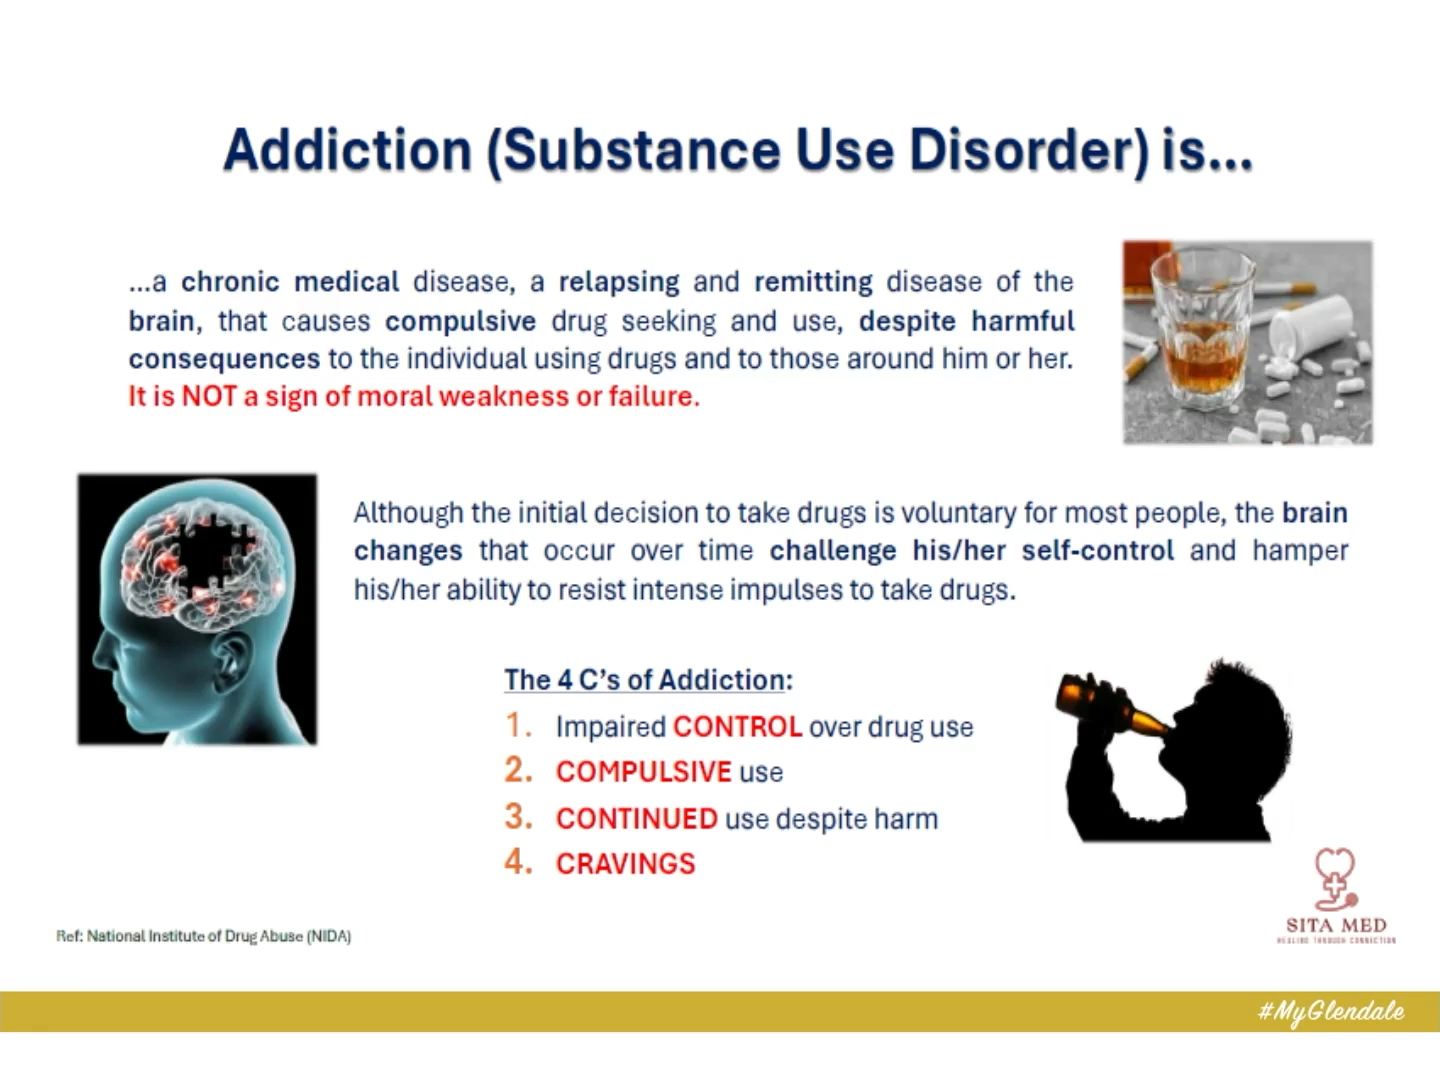 Addiction (Substance Use Disorder) is...
...a chronic medical disease, a relapsing and remitting disease of the
brain, that causes compulsive drug seeking and use, despite harmful
consequences to the individual using drugs and to those around him or her.
It is NOT a sign of moral weakness or failure.
Although the initial decision to take drugs is voluntary for most people, the brain
changes that occur over time challenge his/her self-control and hamper
his/her ability to resist intense impulses to take drugs.
The 4 C's of Addiction:
1. Impaired CONTROL over drug use
2. COMPULSIVE use
3. CONTINUED use despite harm
4. CRAVINGS
SITA MED
HEALING THROUGH CONNECTION
Ref: National Institute of Drug Abuse (NIDA)
#MyGlendale